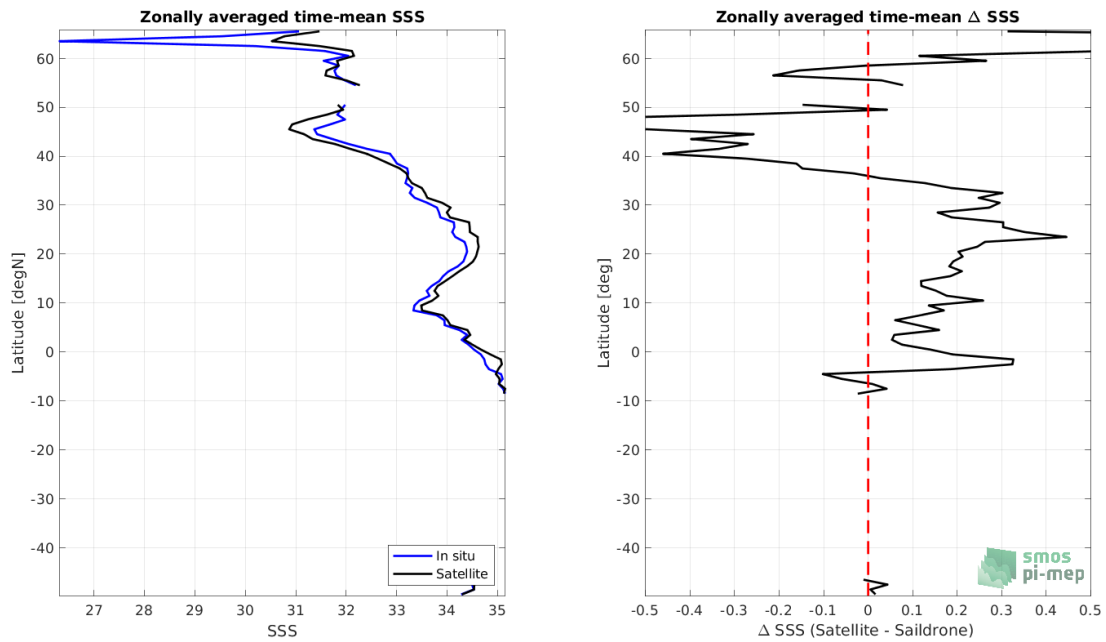 Zonally averaged time-mean SSS
60
50
40
30
20
10
0
-10
-20
-30
-40
Latitude [degN]
27 28 29 30 31 32 33 34 35
SSS
In situ
Satellite
Zonally averaged time-mean Δ SSS
60
50
40
30
20
10
0
-10
-20
-30
-40
Latitude [deg]
-0.5 -0.4 -0.3 -0.2 -0.1 0 0.1 0.2 0.3 0.4 0.5
Δ SSS (Satellite - Saildrone)
smos
pi-mep